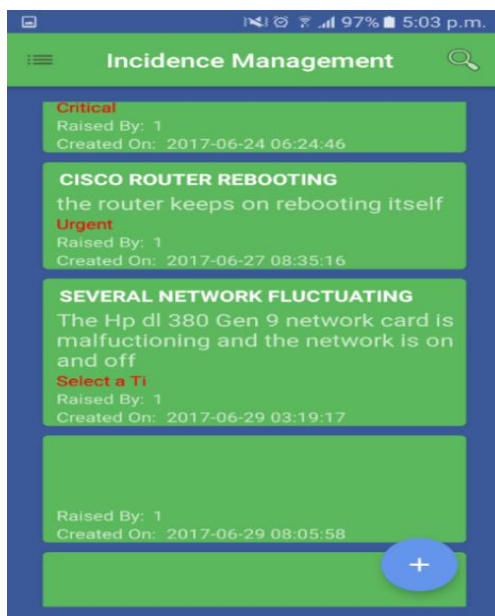 97% 5:03 p.m.
Incidence Management
Critical
Raised By: 1
Created On: 2017-06-24 06:24:46
CISCO ROUTER REBOOTING
the router keeps on rebooting itself
Urgent
Raised By: 1
Created On: 2017-06-27 08:35:16
SEVERAL NETWORK FLUCTUATING
The Hp dl 380 Gen 9 network card is
malfuctioning and the network is on
and off
Select a Ti
Raised By: 1
Created On: 2017-06-29 03:19:17
Raised By: 1
Created On: 2017-06-29 08:05:58
+